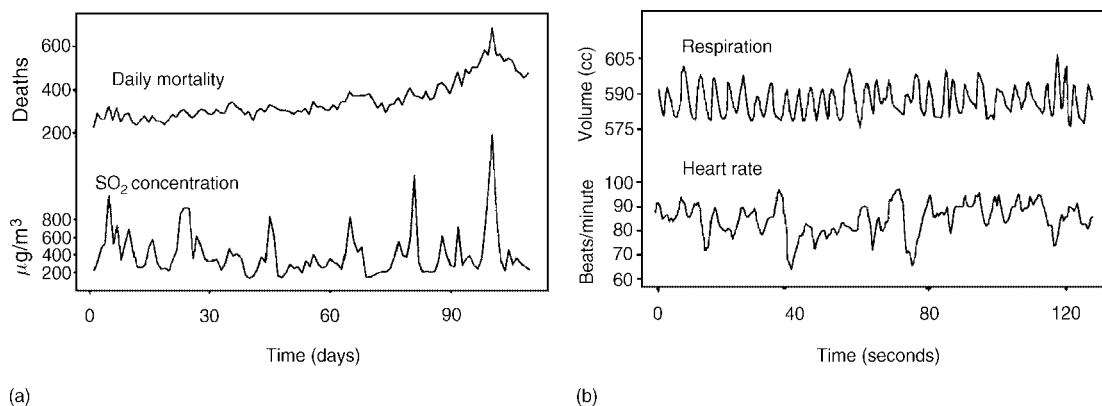 Deaths
600
400
200
Daily mortality
SO2 concentration
μg/m3
800
600
400
200
0
30
60
90
Time (days)
(a)
Volume (cc)
605
590
575
Respiration
Heart rate
Beats/minute
100
90
80
70
60
0
40
80
120
Time (seconds)
(b)